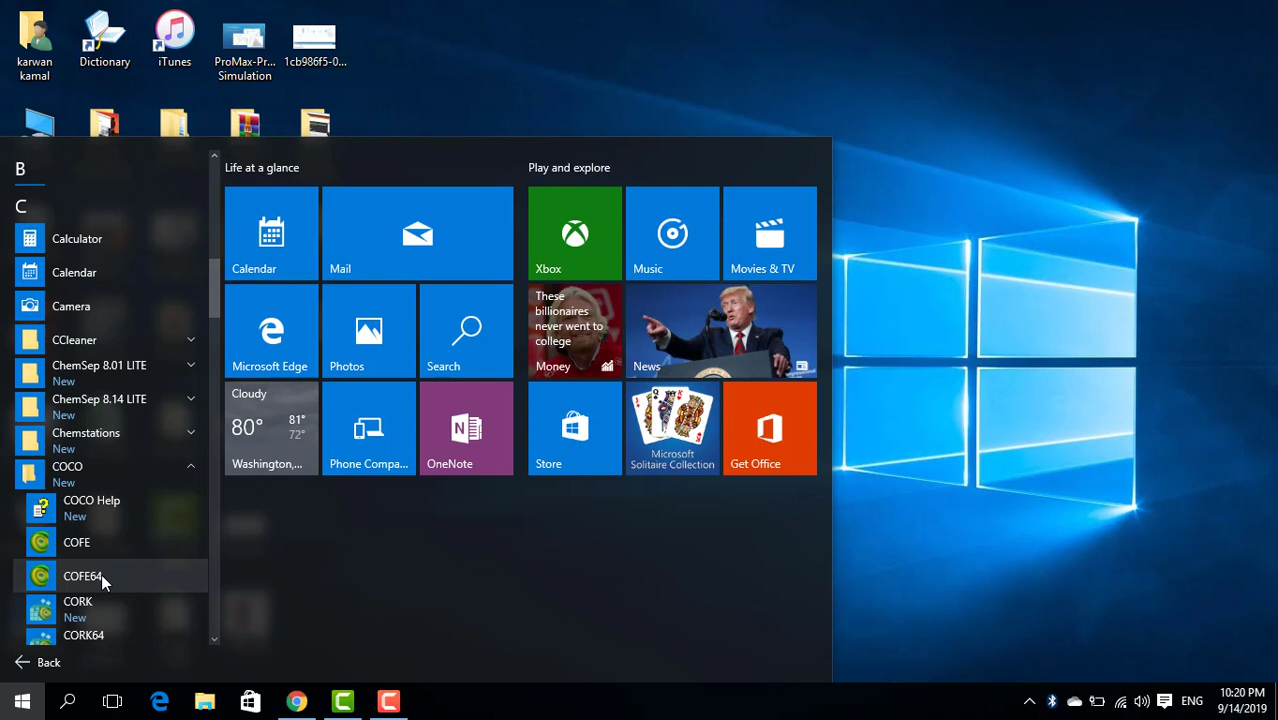 karwan
kamal
Dictionary
iTunes
ProMax-Pr...
Simulation
1cb986f5-0...
B
C
Calculator
Calendar
Camera
CCleaner
ChemSep 8.01 LITE
New
ChemSep 8.14 LITE
New
Chemstations
New
COCO
New
COCO Help
New
COFE
COFE64
CORK
New
CORK64
Back
Life at a glance
Calendar
Mail
Microsoft Edge
Photos
Search
Cloudy
80°
81°
72°
Washington,...
Phone Compa...
OneNote
Play and explore
Xbox
Music
Movies & TV
These
billionaires
never went to
college
Money
News
Store
Microsoft
Solitaire Collection
Get Office
ENG
10:20 PM
9/14/2019